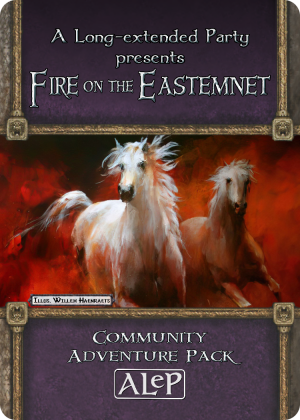 A Long-extended Party
presents
Fire on the Eastemnet
Illus. Willem Haenraets
Community
Adventure Pack
ALeP